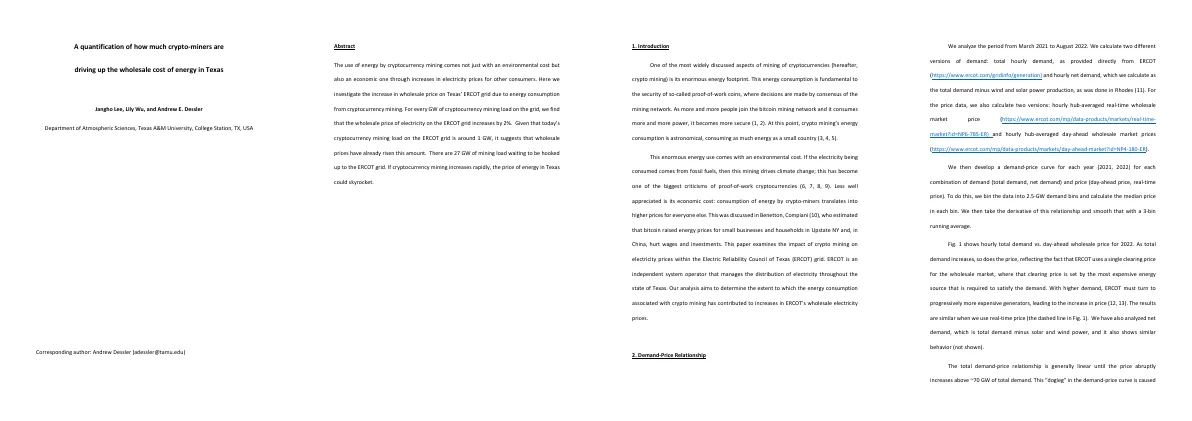 A quantification of how much crypto-miners are
driving up the wholesale cost of energy in Texas
Jangho Lee, Lily Wu, and Andrew E. Dessler
Department of Atmospheric Sciences, Texas A&M University, College Station, TX, USA
Corresponding author: Andrew Dessler (adessler@tamu.edu)
Abstract
The use of energy by cryptocurrency mining comes not just with an environmental cost but
also an economic one through increases in electricity prices for other consumers. Here we
investigate the increase in wholesale price on Texas' ERCOT grid due to energy consumption
from cryptocurrency mining. For every GW of cryptocurrency mining load on the grid, we find
that the wholesale price of electricity on the ERCOT grid increases by 2%.  Given that today's
cryptocurrency mining load on the ERCOT grid is around 1 GW, it suggests that wholesale
prices have already risen this amount.  There are 27 GW of mining load waiting to be hooked
up to the ERCOT grid. If cryptocurrency mining increases rapidly, the price of energy in Texas
could skyrocket.
1. Introduction
One of the most widely discussed aspects of mining of cryptocurrencies (hereafter,
crypto mining) is its enormous energy footprint. This energy consumption is fundamental to
the security of so-called proof-of-work coins, where decisions are made by consensus of the
mining network. As more and more people join the bitcoin mining network and it consumes
more and more power, it becomes more secure (1, 2). At this point, crypto mining's energy
consumption is astronomical, consuming as much energy as a small country (3, 4, 5).
This enormous energy use comes with an environmental cost. If the electricity being
consumed comes from fossil fuels, then this mining drives climate change; this has become
one of the biggest criticisms of proof-of-work cryptocurrencies (6, 7, 8, 9). Less well
appreciated is its economic cost: consumption of energy by crypto-miners translates into
higher prices for everyone else. This was discussed in Benetton, Compiani (10), who estimated
that bitcoin raised energy prices for small businesses and households in Upstate NY and, in
China, hurt wages and investments. This paper examines the impact of crypto mining on
electricity prices within the Electric Reliability Council of Texas (ERCOT) grid. ERCOT is an
independent system operator that manages the distribution of electricity throughout the
state of Texas. Our analysis aims to determine the extent to which the energy consumption
associated with crypto mining has contributed to increases in ERCOT's wholesale electricity
prices.
2. Demand-Price Relationship
We analyze the period from March 2021 to August 2022. We calculate two different
versions of demand: total hourly demand, as provided directly from ERCOT
(https://www.ercot.com/gridinfo/generation) and hourly net demand, which we calculate as
the total demand minus wind and solar power production, as was done in Rhodes (11). For
the price data, we also calculate two versions: hourly hub-averaged real-time wholesale
market price (https://www.ercot.com/mp/data-products/markets/real-time-
market?id=NP6-785-ER) and hourly hub-averaged day-ahead wholesale market prices
(https://www.ercot.com/mp/data-products/markets/day-ahead-market?id=NP4-180-ER).
We then develop a demand-price curve for each year (2021, 2022) for each
combination of demand (total demand, net demand) and price (day-ahead price, real-time
price). To do this, we bin the data into 2.5-GW demand bins and calculate the median price
in each bin. We then take the derivative of this relationship and smooth that with a 3-bin
running average.
Fig. 1 shows hourly total demand vs. day-ahead wholesale price for 2022. As total
demand increases, so does the price, reflecting the fact that ERCOT uses a single clearing price
for the wholesale market, where that clearing price is set by the most expensive energy
source that is required to satisfy the demand. With higher demand, ERCOT must turn to
progressively more expensive generators, leading to the increase in price (12, 13). The results
are similar when we use real-time price (the dashed line in Fig. 1).  We have also analyzed net
demand, which is total demand minus solar and wind power, and it also shows similar
behavior (not shown).
The total demand-price relationship is generally linear until the price abruptly
increases above ~70 GW of total demand. This "dogleg" in the demand-price curve is caused